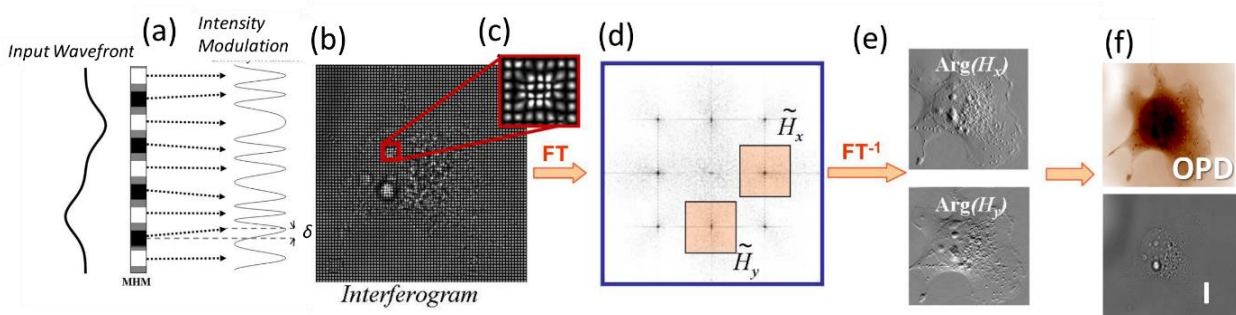 Input Wavefront
(a)
Intensity
Modulation
MHM
δ
(b)
Interferogram
(c)
FT
(d)
H̃x
H̃y
FT-1
(e)
Arg(Hx)
Arg(Hy)
(f)
OPD
I